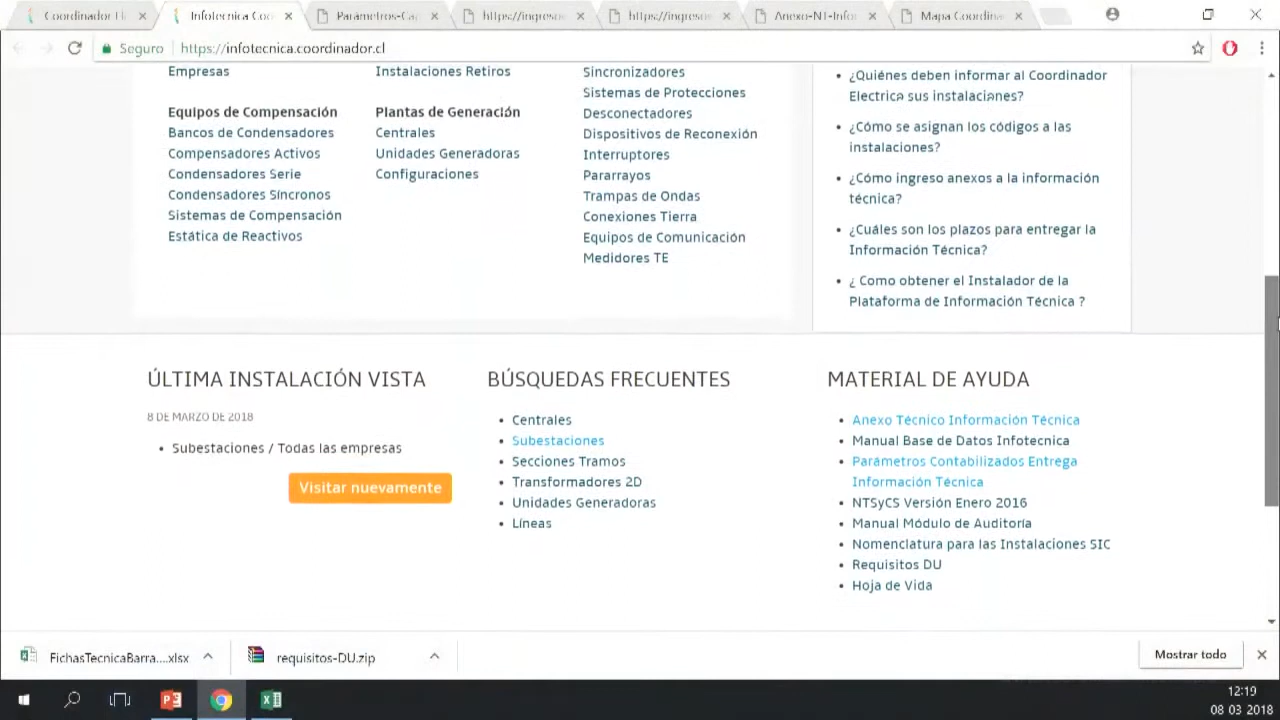 Coordinador El
Infotecnica Coo
Parámetros-Ca
https://ingreso
https://ingreso
Anexo-NT-Infor
Mapa Coordina
Seguro
https://infotecnica.coordinador.cl
Empresas
Equipos de Compensación
Bancos de Condensadores
Compensadores Activos
Condensadores Serie
Condensadores Síncronos
Sistemas de Compensación
Estática de Reactivos
Instalaciones Retiros
Plantas de Generación
Centrales
Unidades Generadoras
Configuraciones
Sincronizadores
Sistemas de Protecciones
Desconectadores
Dispositivos de Reconexión
Interruptores
Pararrayos
Trampas de Ondas
Conexiones Tierra
Equipos de Comunicación
Medidores TE
¿Quiénes deben informar al Coordinador
Electrica sus instalaciones?
¿Cómo se asignan los códigos a las
instalaciones?
¿Cómo ingreso anexos a la información
técnica?
¿Cuáles son los plazos para entregar la
Información Técnica?
¿ Como obtener el Instalador de la
Plataforma de Información Técnica ?
ÚLTIMA INSTALACIÓN VISTA
8 DE MARZO DE 2018
Subestaciones / Todas las empresas
Visitar nuevamente
BÚSQUEDAS FRECUENTES
Centrales
Subestaciones
Secciones Tramos
Transformadores 2D
Unidades Generadoras
Líneas
MATERIAL DE AYUDA
Anexo Técnico Información Técnica
Manual Base de Datos Infotecnica
Parámetros Contabilizados Entrega
Información Técnica
NTSyCS Versión Enero 2016
Manual Módulo de Auditoría
Nomenclatura para las Instalaciones SIC
Requisitos DU
Hoja de Vida
FichasTecnicaBarra....xlsx
requisitos-DU.zip
Mostrar todo
12:19
08-03-2018